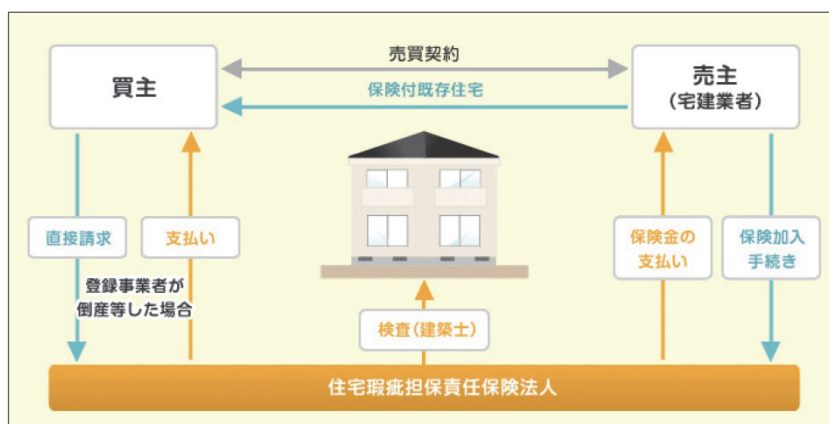 売買契約
買主
保険付既存住宅
売主
（宅建業者）
直接請求
支払い
登録事業者が
倒産等した場合
検査（建築士）
保険金の
支払い
保険加入
手続き
住宅瑕疵担保責任保険法人